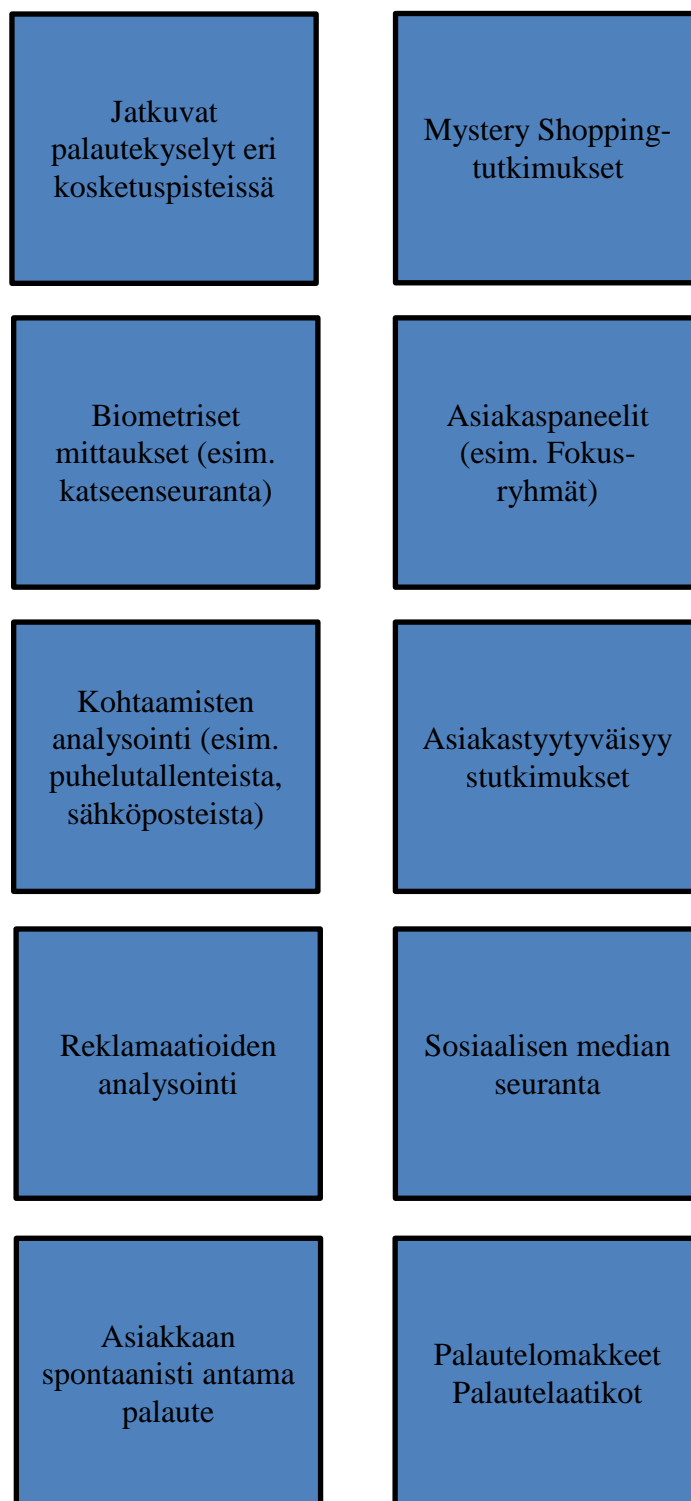 Jatkuvat
palautekyselyt eri
kosketuspisteissä
Mystery Shopping-
tutkimukset
Biometriset
mittaukset (esim.
katseenseuranta)
Asiakaspaneelit
(esim. Fokus-
ryhmät)
Kohtaamisten
analysointi (esim.
puhelutallenteista,
sähköposteista)
Asiakastyytyväisyy
stutkimukset
Reklamaatioiden
analysointi
Sosiaalisen median
seuranta
Asiakkaan
spontaanisti antama
palaute
Palautelomakkeet
Palautelaatikot